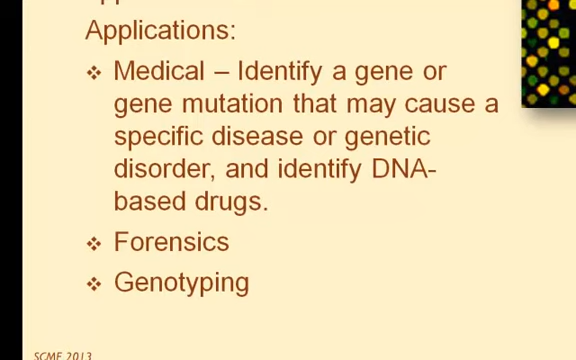 Applications:
❖ Medical – Identify a gene or
gene mutation that may cause a
specific disease or genetic
disorder, and identify DNA-
based drugs.
❖ Forensics
❖ Genotyping
SCME 2013